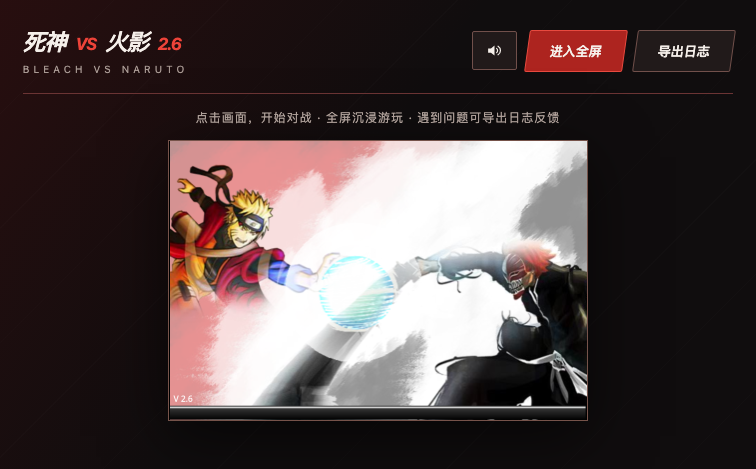 死神 VS 火影 2.6
BLEACH VS NARUTO
进入全屏
导出日志
点击画面，开始对战 · 全屏沉浸游玩 · 遇到问题可导出日志反馈
V 2.6